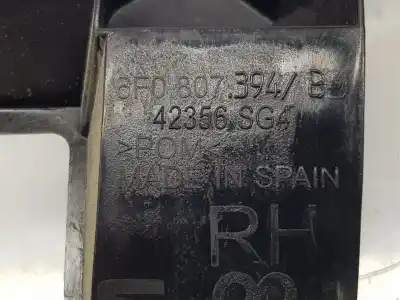 6F0.807.394/B
42356.SG4
>POM<
MADE IN SPAIN
RH